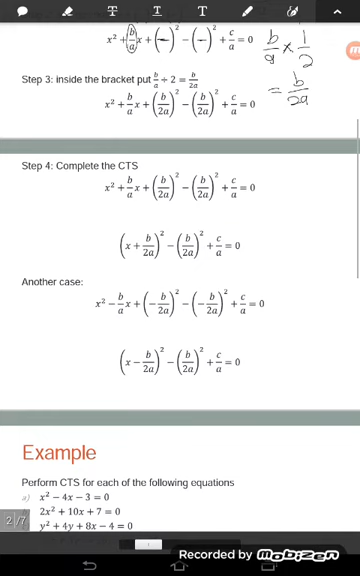 x² + b/a x + (—)² − (—)² + c/a = 0
b/a × 1/2
Step 3: inside the bracket put b/a ÷ 2 = b/2a
= b/2a
x² + b/a x + (b/2a)² − (b/2a)² + c/a = 0
Step 4: Complete the CTS
x² + b/a x + (b/2a)² − (b/2a)² + c/a = 0
(x + b/2a)² − (b/2a)² + c/a = 0
Another case:
x² − b/a x + (−b/2a)² − (−b/2a)² + c/a = 0
(x − b/2a)² − (b/2a)² + c/a = 0
Example
Perform CTS for each of the following equations
a) x² − 4x − 3 = 0
2x² + 10x + 7 = 0
y² + 4y + 8x − 4 = 0
2/7
Recorded by Mobizen